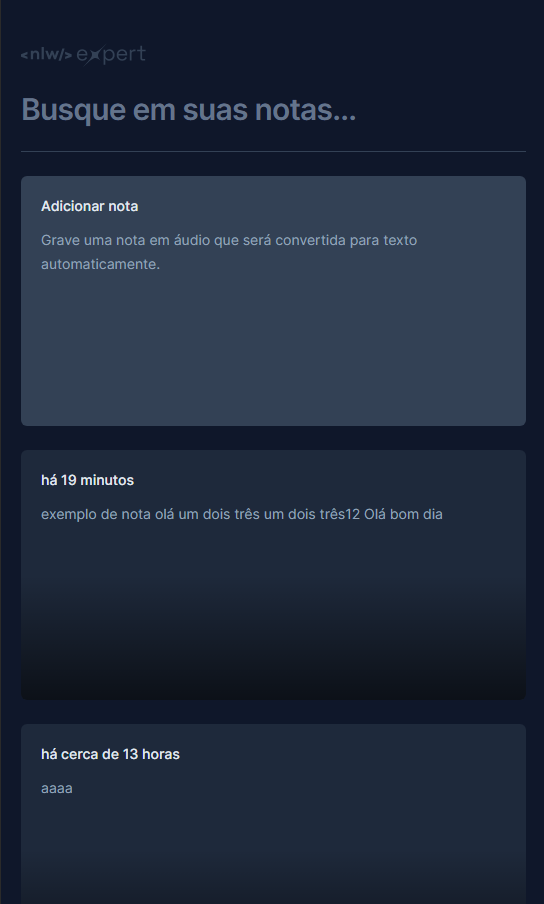 <nlw/> expert
Busque em suas notas...
Adicionar nota
Grave uma nota em áudio que será convertida para texto
automaticamente.
há 19 minutos
exemplo de nota olá um dois três um dois três12 Olá bom dia
há cerca de 13 horas
aaaa